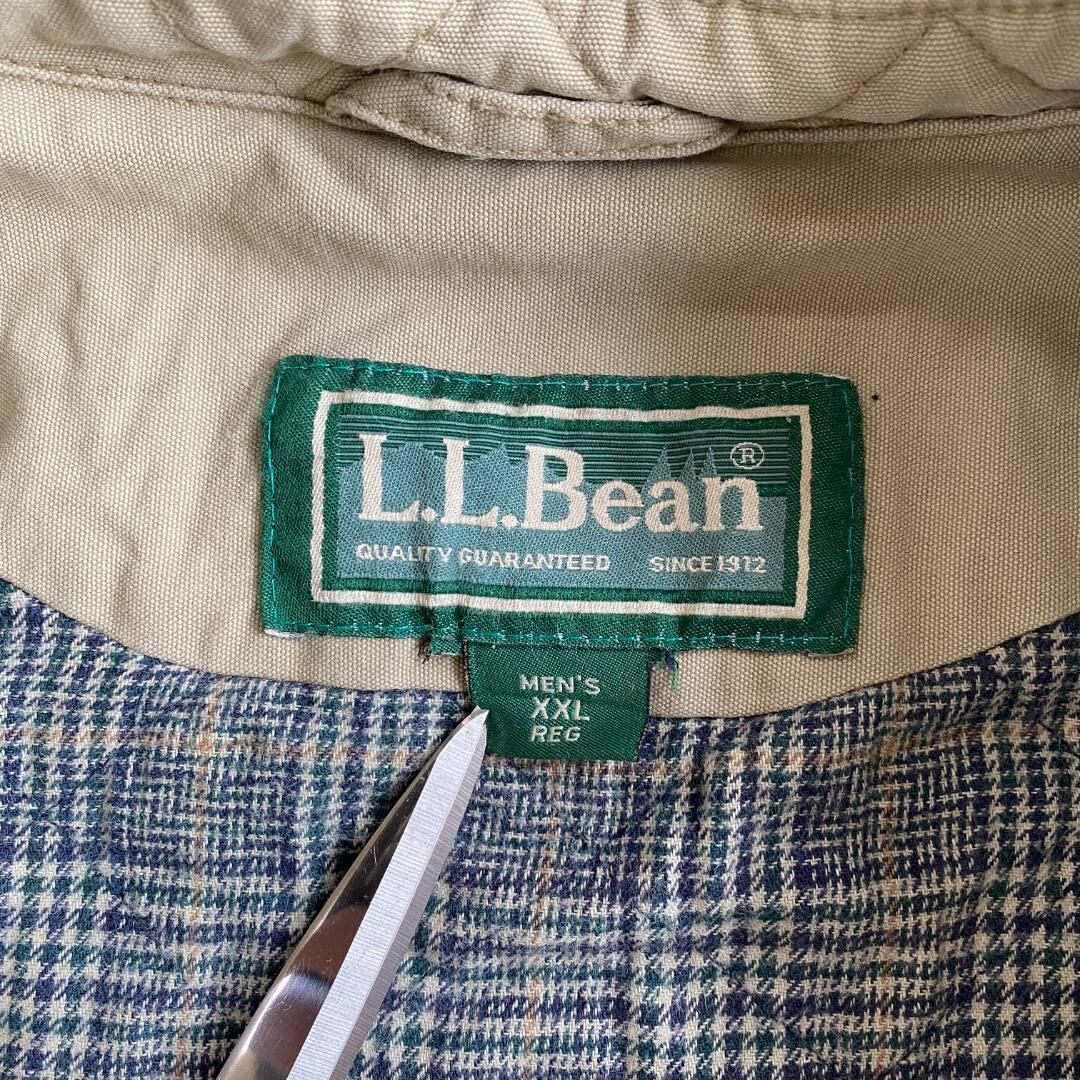 L.L.Bean®
QUALITY GUARANTEED SINCE 1912
MEN'S
XXL
REG